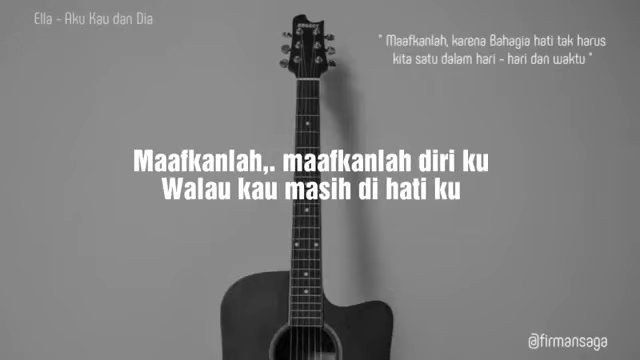 Ella - Aku Kau dan Dia
" Maafkanlah, karena Bahagia hati tak harus
kita satu dalam hari - hari dan waktu "
Maafkanlah,. maafkanlah diri ku
Walau kau masih di hati ku
@firmansaga